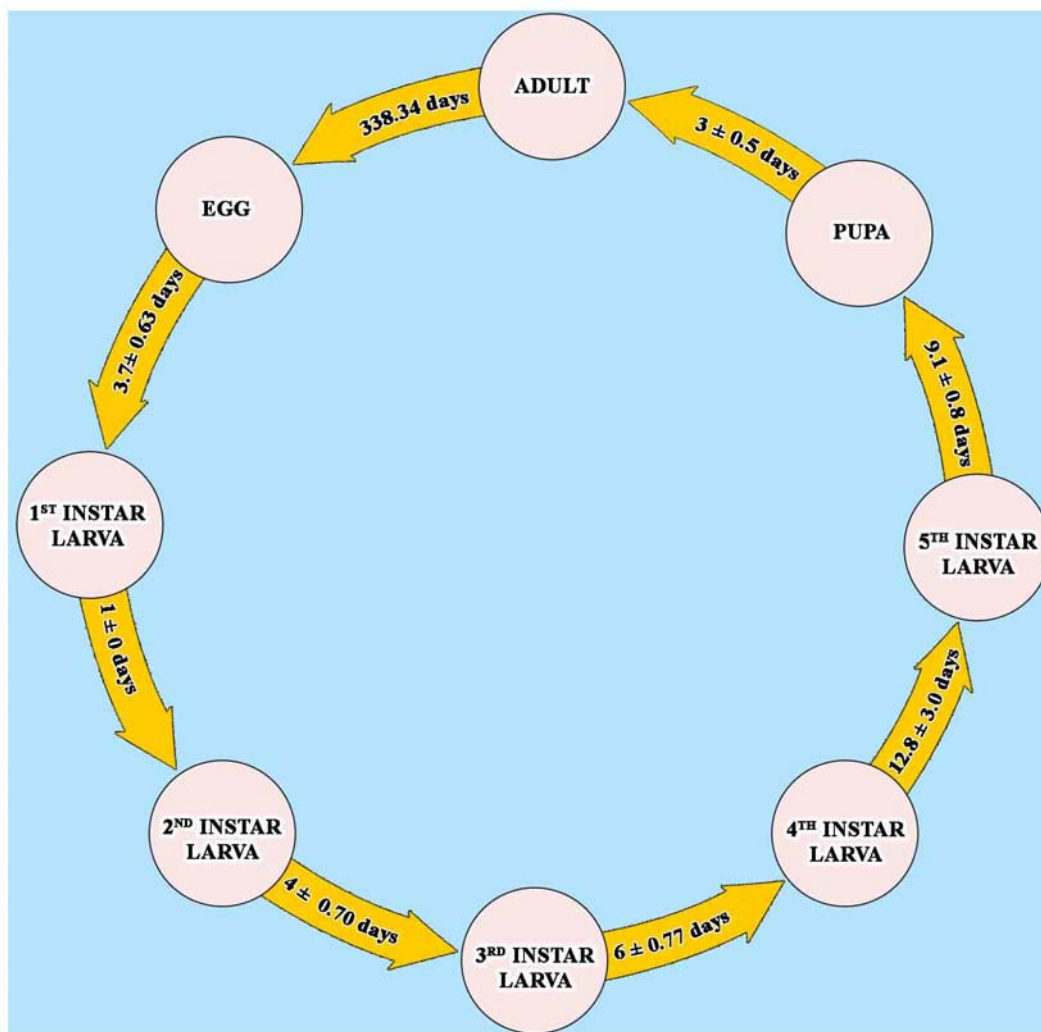 ADULT
338.34 days
EGG
3.7± 0.63 days
1ST INSTAR
LARVA
1 ± 0 days
2ND INSTAR
LARVA
4 ± 0.70 days
3RD INSTAR
LARVA
6 ± 0.77 days
4TH INSTAR
LARVA
12.8 ± 3.0 days
5TH INSTAR
LARVA
9.1 ± 0.8 days
PUPA
3 ± 0.5 days